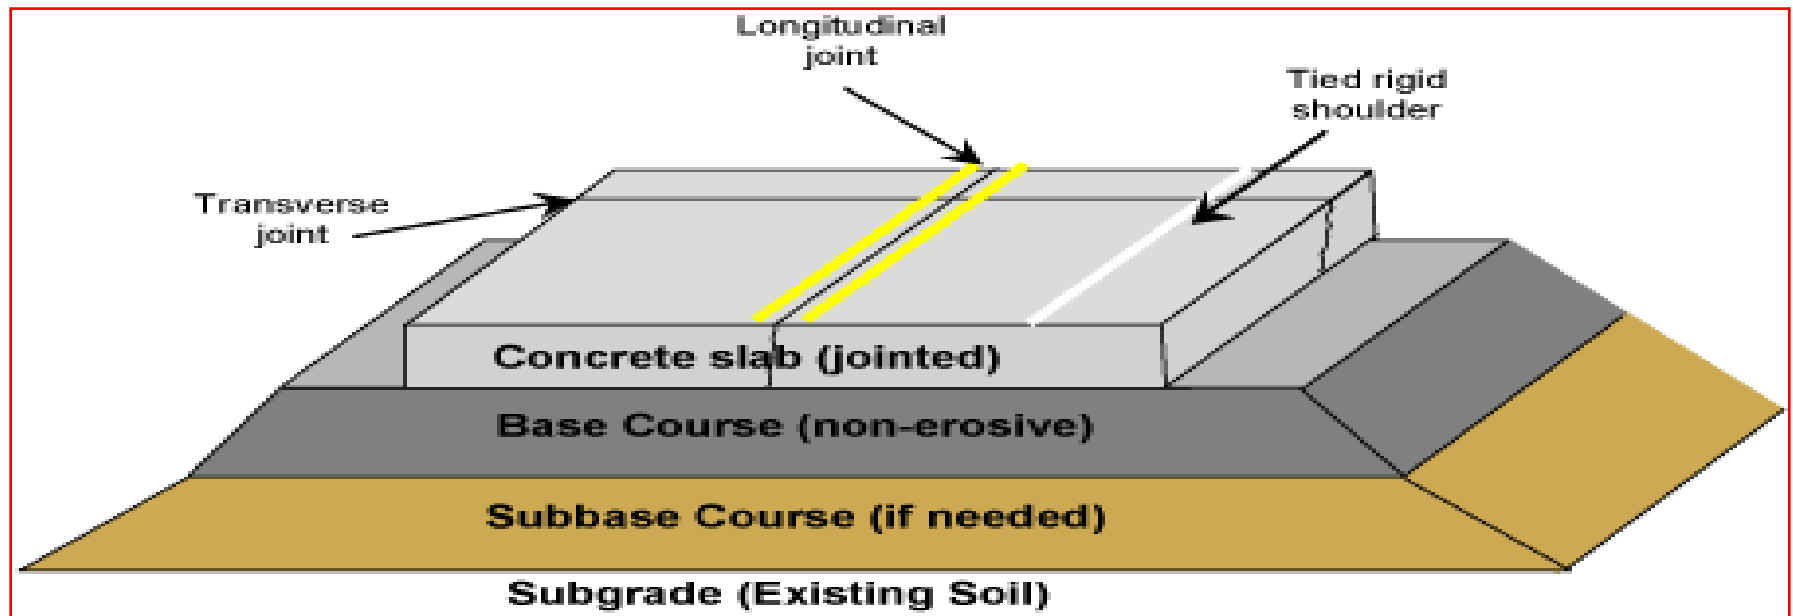 Longitudinal
joint
Tied rigid
shoulder
Transverse
joint
Concrete slab (jointed)
Base Course (non-erosive)
Subbase Course (if needed)
Subgrade (Existing Soil)